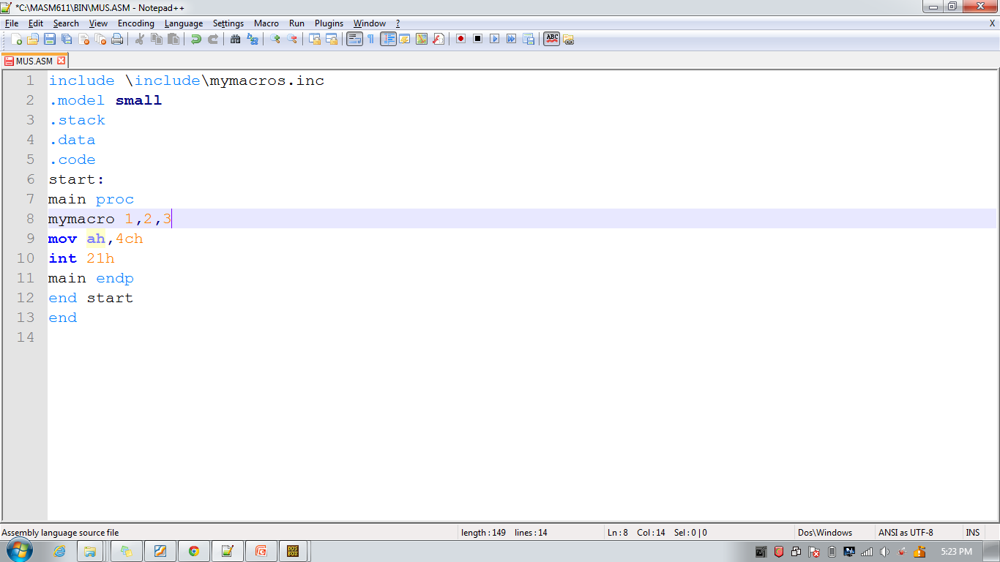 *C:\MASM611\BIN\MUS.ASM - Notepad++
File Edit Search View Encoding Language Settings Macro Run Plugins Window ? X
ABC
MUS.ASM
1 include \include\mymacros.inc
2 .model small
3 .stack
4 .data
5 .code
6 start:
7 main proc
8 mymacro 1,2,3
9 mov ah,4ch
10 int 21h
11 main endp
12 end start
13 end
14
Assembly language source file length : 149 lines : 14 Ln : 8 Col : 14 Sel : 0 | 0 Dos\Windows ANSI as UTF-8 INS
DOS BOX 5:23 PM